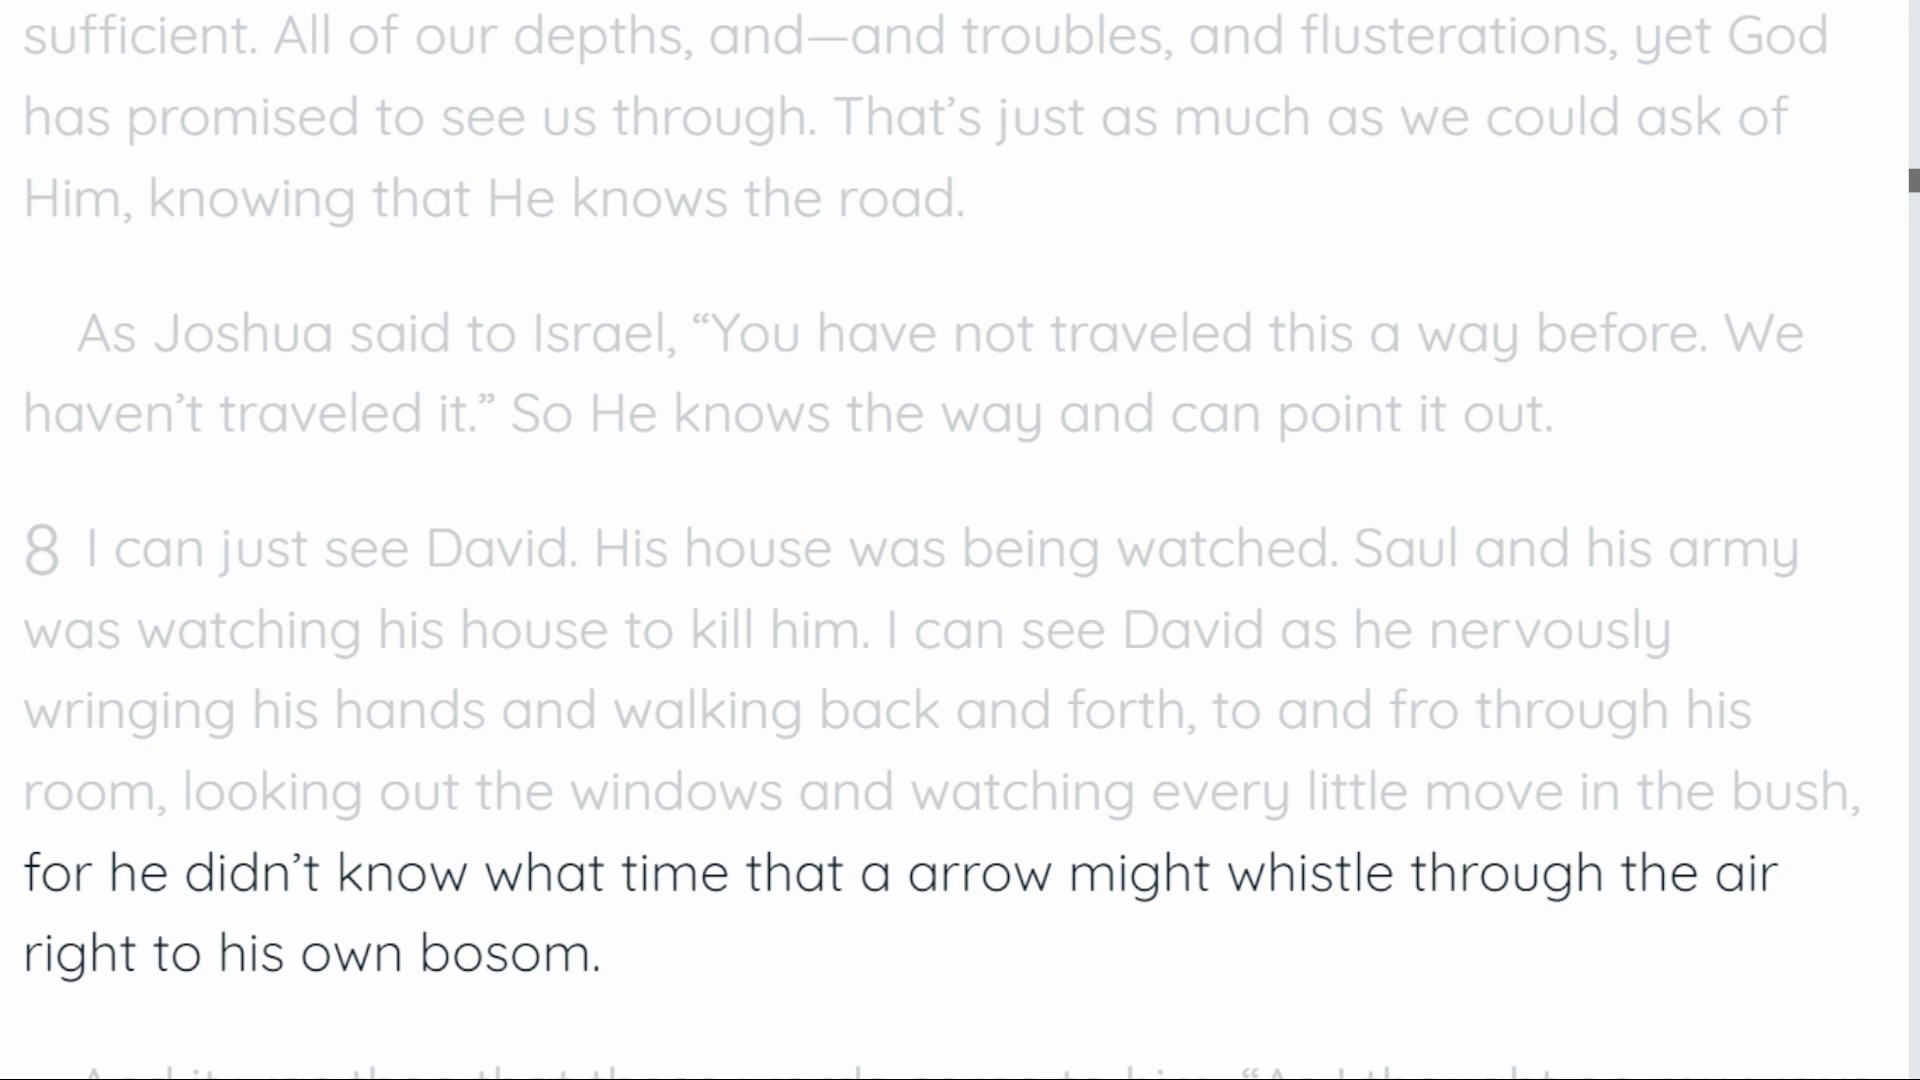 sufficient. All of our depths, and—and troubles, and flusterations, yet God
has promised to see us through. That’s just as much as we could ask of
Him, knowing that He knows the road.
As Joshua said to Israel, “You have not traveled this a way before. We
haven’t traveled it.” So He knows the way and can point it out.
8 I can just see David. His house was being watched. Saul and his army
was watching his house to kill him. I can see David as he nervously
wringing his hands and walking back and forth, to and fro through his
room, looking out the windows and watching every little move in the bush,
for he didn’t know what time that a arrow might whistle through the air
right to his own bosom.